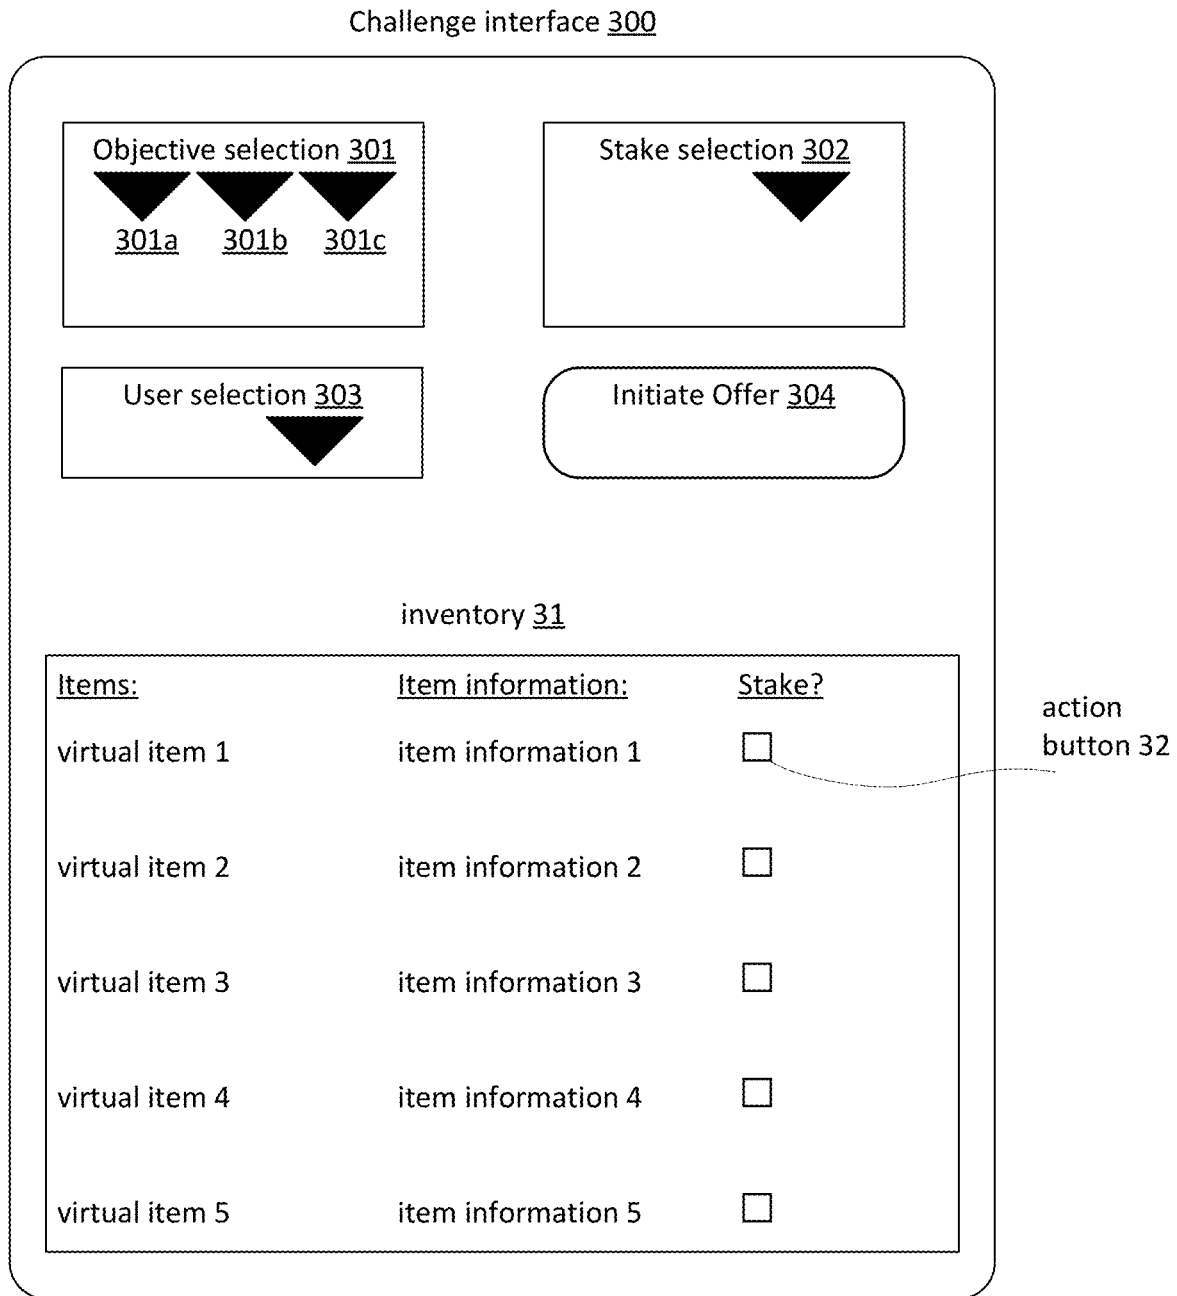 Challenge interface 300
Objective selection 301
301a 301b 301c
Stake selection 302
User selection 303
Initiate Offer 304
inventory 31
Items: Item information: Stake?
virtual item 1 item information 1
virtual item 2 item information 2
virtual item 3 item information 3
virtual item 4 item information 4
virtual item 5 item information 5
action
button 32